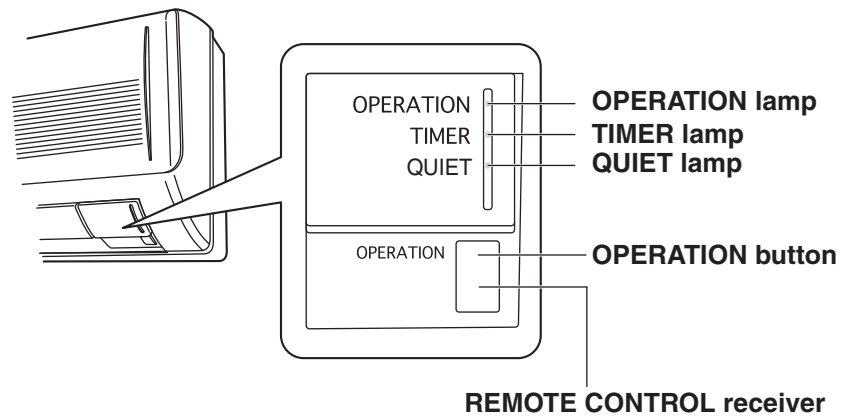 OPERATION
OPERATION lamp
TIMER
TIMER lamp
QUIET
QUIET lamp
OPERATION
OPERATION button
REMOTE CONTROL receiver